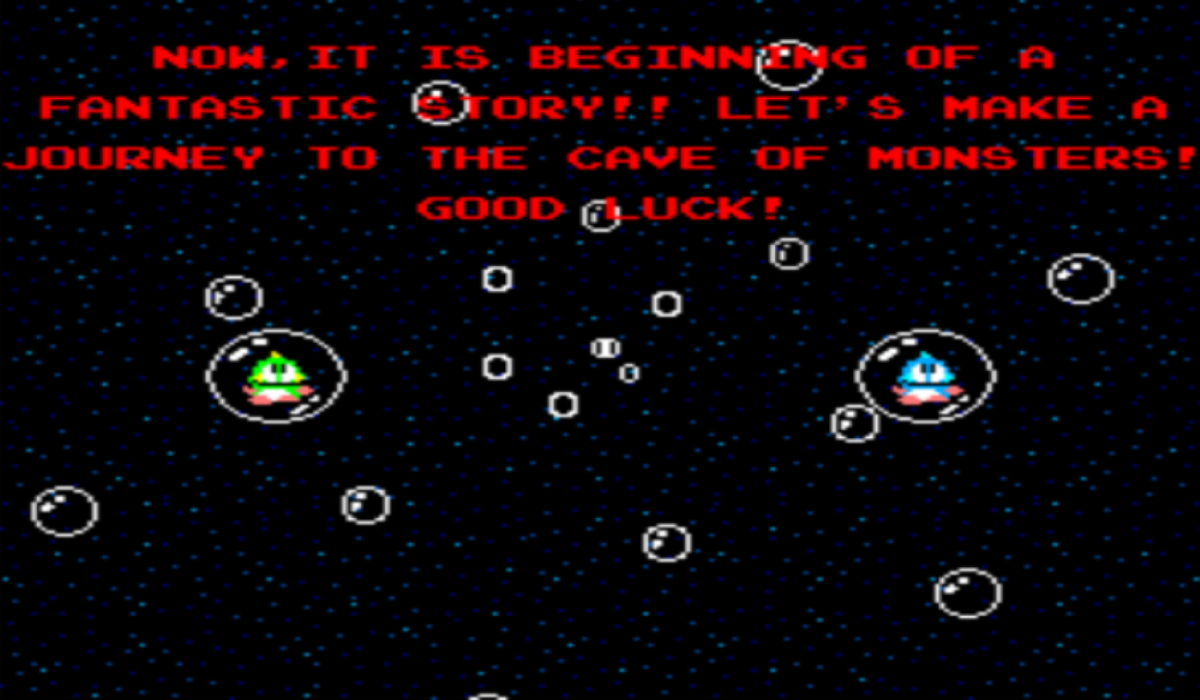 NOW,IT IS BEGINNING OF A
FANTASTIC STORY!! LET'S MAKE A
JOURNEY TO THE CAVE OF MONSTERS!
GOOD LUCK!